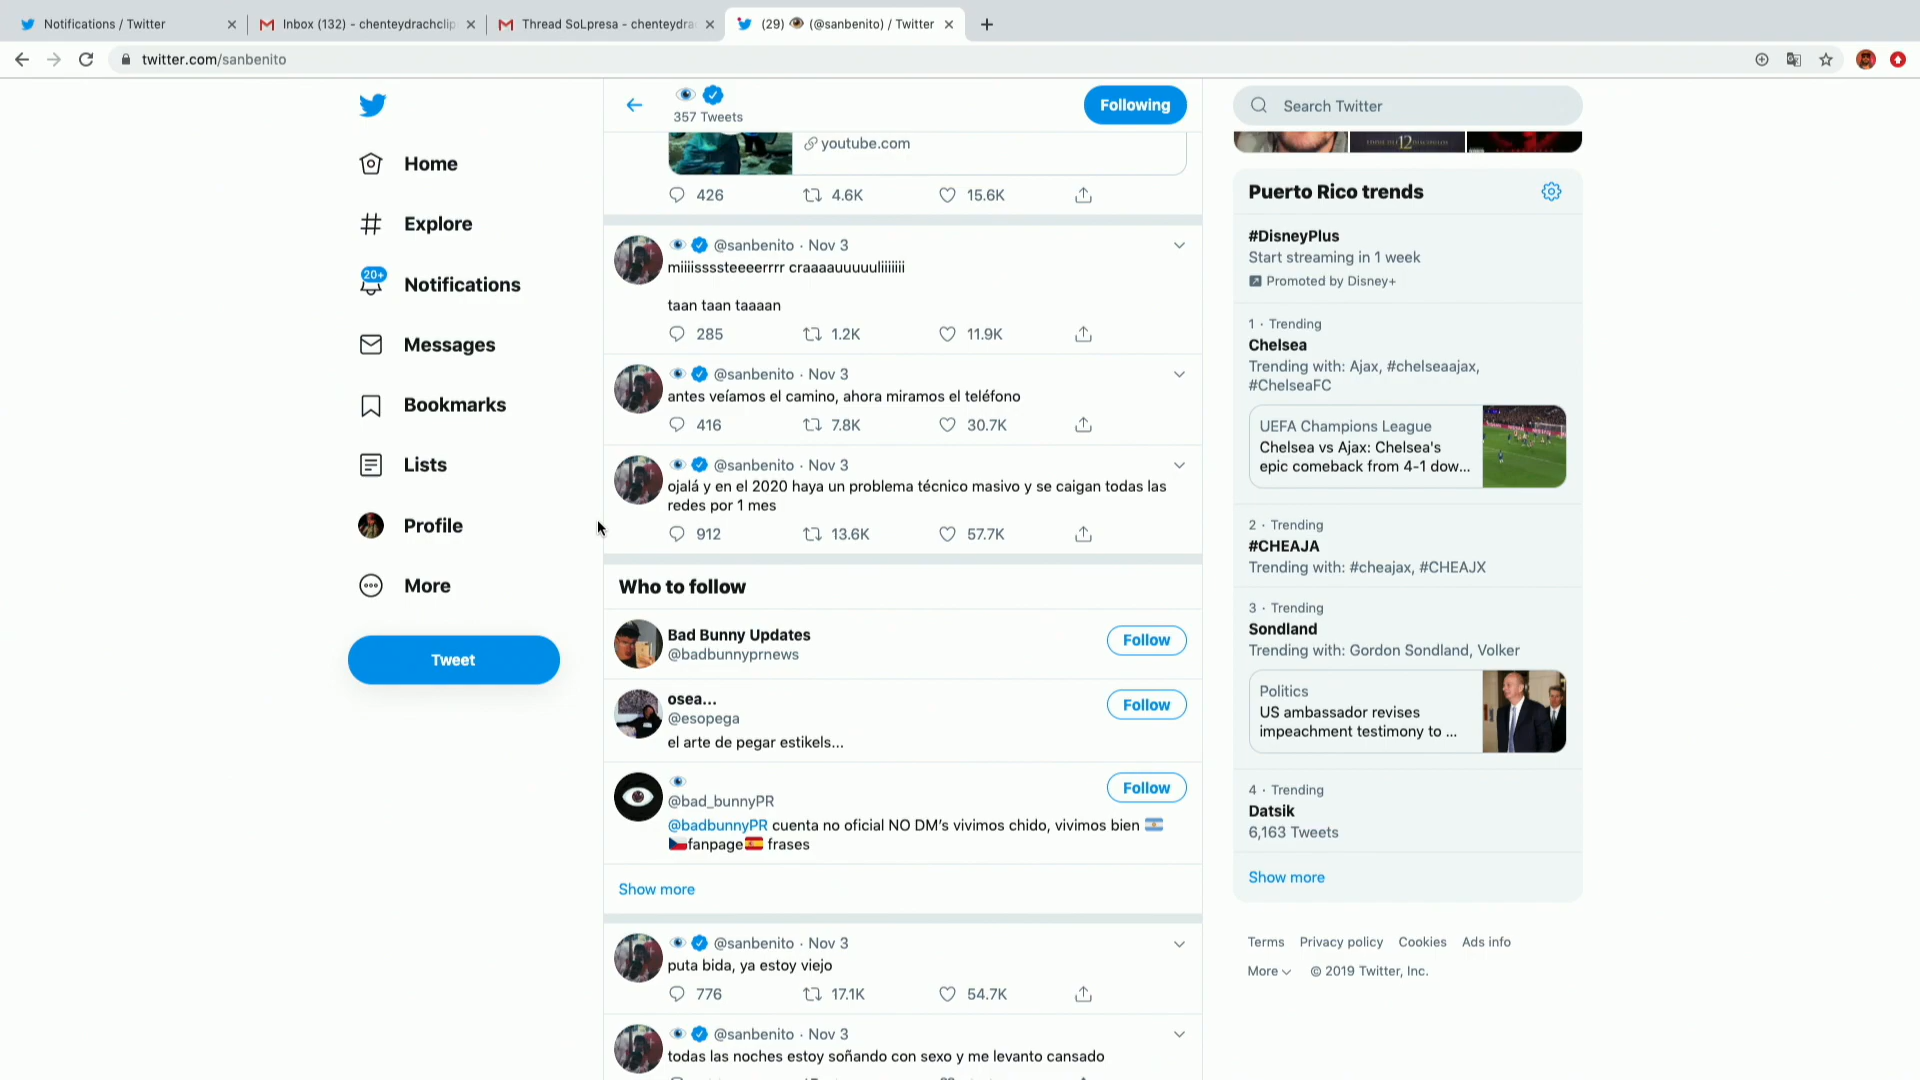 Notifications / Twitter
Inbox (132) - chenteydrachclip
Thread SoLpresa - chenteydra
(29) 👁 (@sanbenito) / Twitter
twitter.com/sanbenito
357 Tweets
Following
Search Twitter
Home
Explore
20+
Notifications
Messages
Bookmarks
Lists
Profile
More
Tweet
youtube.com
426 4.6K 15.6K
@sanbenito · Nov 3
miiiissssteeeerrrr craaaauuuuuliiiiiii
taan taan taaaan
285 1.2K 11.9K
@sanbenito · Nov 3
antes veíamos el camino, ahora miramos el teléfono
416 7.8K 30.7K
@sanbenito · Nov 3
ojalá y en el 2020 haya un problema técnico masivo y se caigan todas las
redes por 1 mes
912 13.6K 57.7K
Who to follow
Bad Bunny Updates
@badbunnyprnews
Follow
osea...
@esopega
el arte de pegar estikels...
Follow
@bad_bunnyPR
@badbunnyPR cuenta no oficial NO DM's vivimos chido, vivimos bien 🇦🇷
🇨🇿fanpage🇪🇸 frases
Follow
Show more
@sanbenito · Nov 3
puta bida, ya estoy viejo
776 17.1K 54.7K
@sanbenito · Nov 3
todas las noches estoy soñando con sexo y me levanto cansado
12
Puerto Rico trends
#DisneyPlus
Start streaming in 1 week
Promoted by Disney+
1 · Trending
Chelsea
Trending with: Ajax, #chelseaajax,
#ChelseaFC
UEFA Champions League
Chelsea vs Ajax: Chelsea's
epic comeback from 4-1 dow...
2 · Trending
#CHEAJA
Trending with: #cheajax, #CHEAJX
3 · Trending
Sondland
Trending with: Gordon Sondland, Volker
Politics
US ambassador revises
impeachment testimony to ...
4 · Trending
Datsik
6,163 Tweets
Show more
Terms Privacy policy Cookies Ads info
More © 2019 Twitter, Inc.